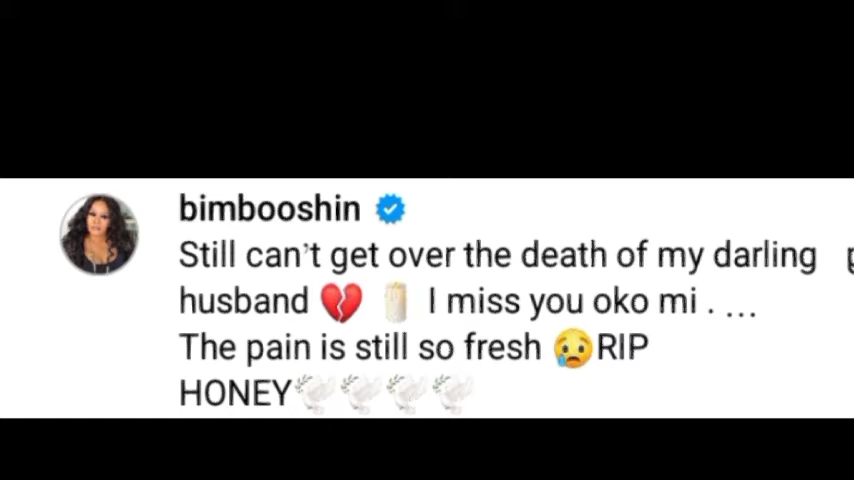 bimbooshin
Still can't get over the death of my darling p
husband 💔 🕯️ I miss you oko mi . ...
The pain is still so fresh 😢RIP
HONEY🕊️🕊️🕊️🕊️